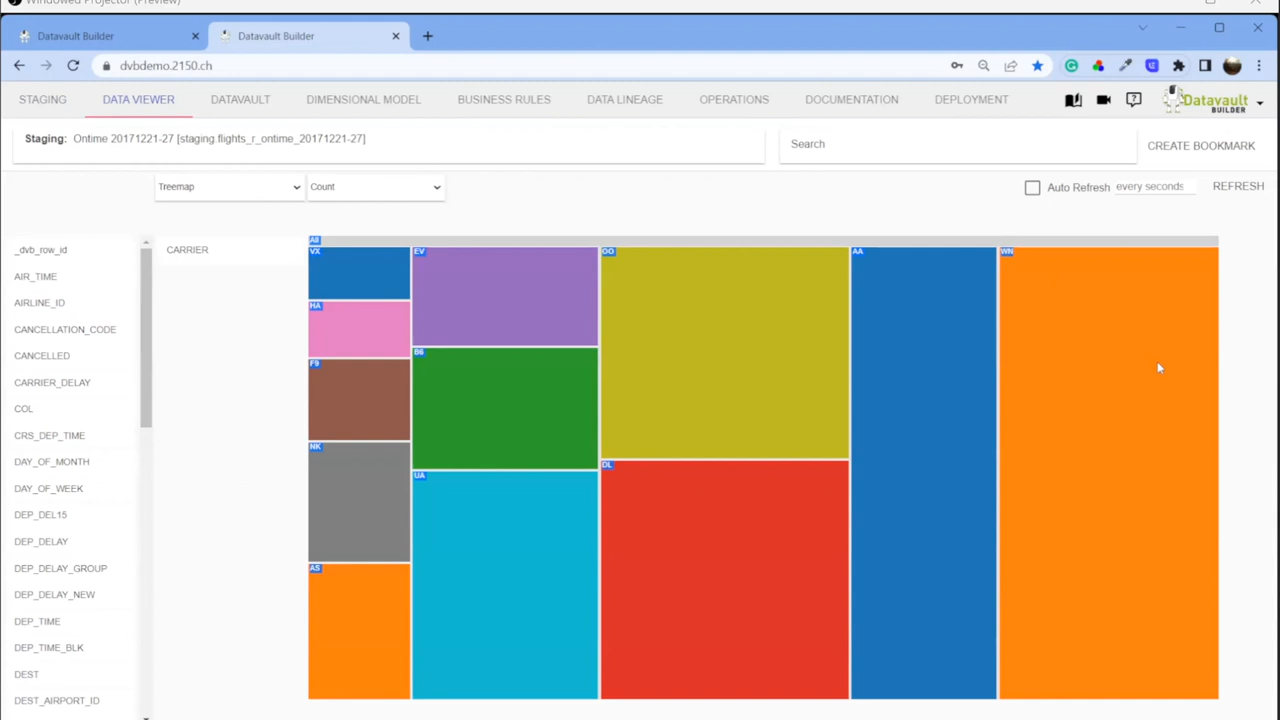 Windowed Projector (Preview)
Datavault Builder
Datavault Builder
dvbdemo.2150.ch
STAGING DATA VIEWER DATAVAULT DIMENSIONAL MODEL BUSINESS RULES DATA LINEAGE OPERATIONS DOCUMENTATION DEPLOYMENT
Datavault
BUILDER
Staging: Ontime 20171221-27 [staging.flights_r_ontime_20171221-27]
Search
CREATE BOOKMARK
Treemap
Count
Auto Refresh every seconds REFRESH
_dvb_row_id
AIR_TIME
AIRLINE_ID
CANCELLATION_CODE
CANCELLED
CARRIER_DELAY
COL
CRS_DEP_TIME
DAY_OF_MONTH
DAY_OF_WEEK
DEP_DEL15
DEP_DELAY
DEP_DELAY_GROUP
DEP_DELAY_NEW
DEP_TIME
DEP_TIME_BLK
DEST
DEST_AIRPORT_ID
CARRIER
All
VX
HA
F9
NK
AS
EV
B6
UA
OO
DL
AA
WN